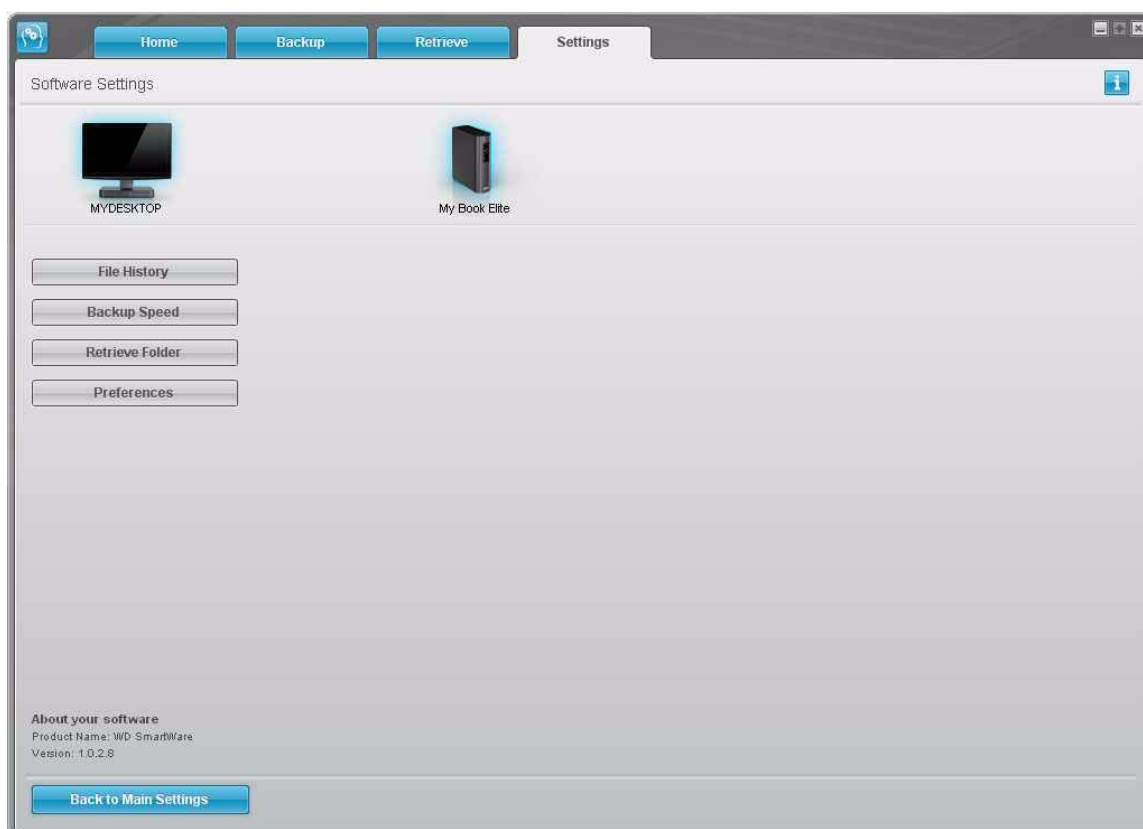 Home Backup Retrieve Settings
Software Settings
MYDESKTOP My Book Elite
File History
Backup Speed
Retrieve Folder
Preferences
About your software
Product Name: WD SmartWare
Version: 1.0.2.8
Back to Main Settings